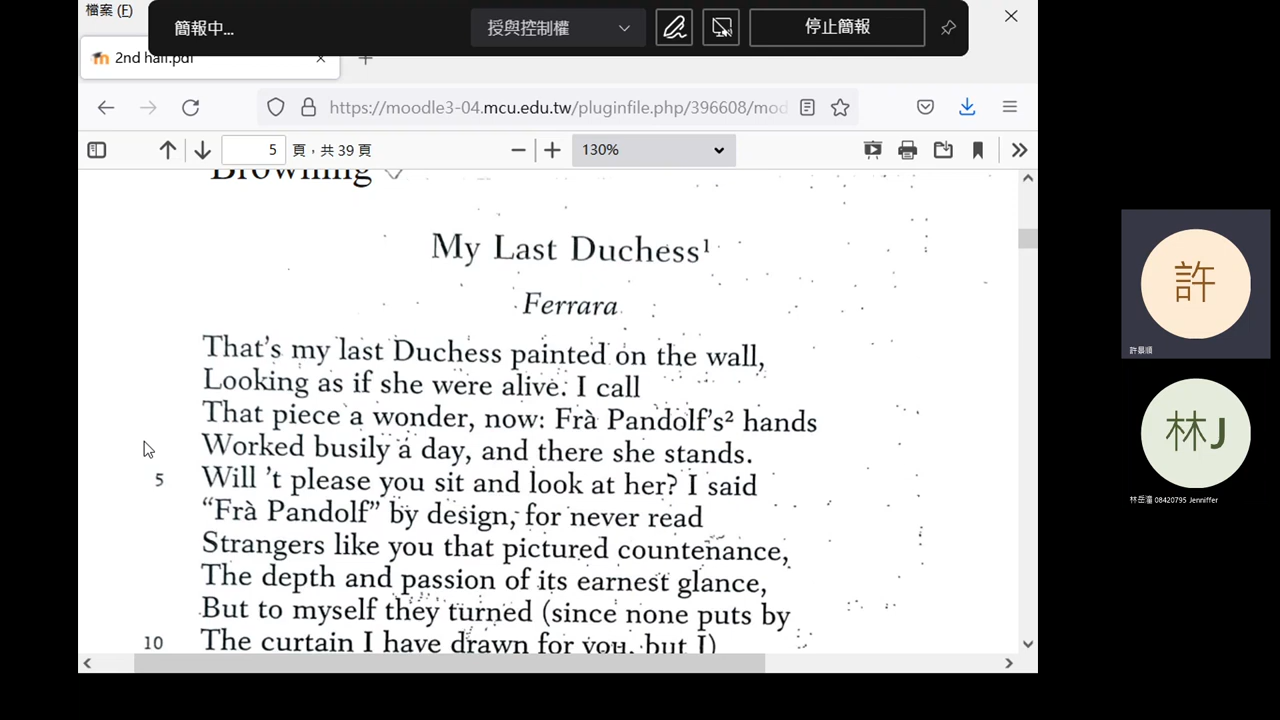 檔案 (F)
簡報中...
授與控制權
停止簡報
2nd half.pdf
https://moodle3-04.mcu.edu.tw/pluginfile.php/396608/mod
5 頁，共 39 頁
130%
Browning
My Last Duchess¹
Ferrara
That's my last Duchess painted on the wall,
Looking as if she were alive. I call
That piece a wonder, now: Frà Pandolf's² hands
Worked busily a day, and there she stands.
5 Will 't please you sit and look at her? I said
“Frà Pandolf” by design, for never read
Strangers like you that pictured countenance,
The depth and passion of its earnest glance,
But to myself they turned (since none puts by
10 The curtain I have drawn for you, but I)
許
許景順
林J
08420795 Jenniffer